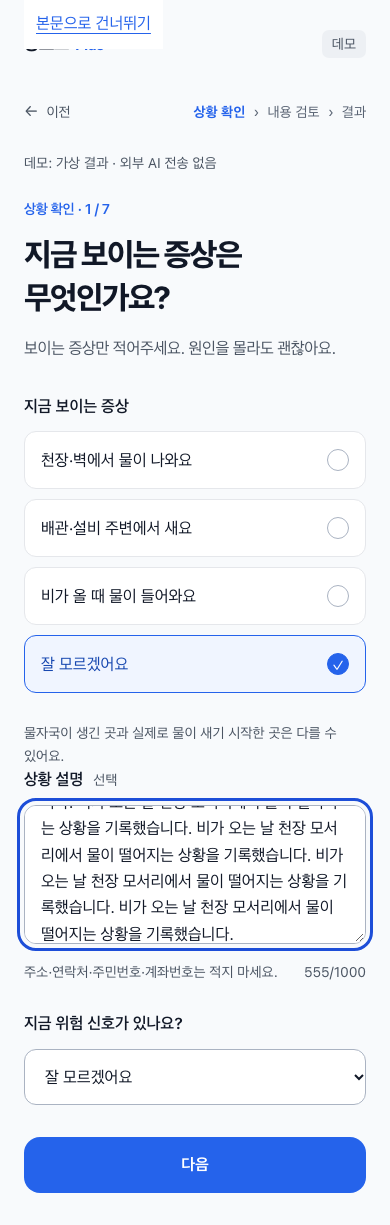 본문으로 건너뛰기
데모
← 이전
상황 확인 › 내용 검토 › 결과
데모: 가상 결과 · 외부 AI 전송 없음
상황 확인 · 1 / 7
지금 보이는 증상은
무엇인가요?
보이는 증상만 적어주세요. 원인을 몰라도 괜찮아요.
지금 보이는 증상
천장·벽에서 물이 나와요
배관·설비 주변에서 새요
비가 올 때 물이 들어와요
잘 모르겠어요
물자국이 생긴 곳과 실제로 물이 새기 시작한 곳은 다를 수
있어요.
상황 설명 선택
는 상황을 기록했습니다. 비가 오는 날 천장 모서
리에서 물이 떨어지는 상황을 기록했습니다. 비가
오는 날 천장 모서리에서 물이 떨어지는 상황을 기
록했습니다. 비가 오는 날 천장 모서리에서 물이
떨어지는 상황을 기록했습니다.
주소·연락처·주민번호·계좌번호는 적지 마세요. 555/1000
지금 위험 신호가 있나요?
잘 모르겠어요
다음